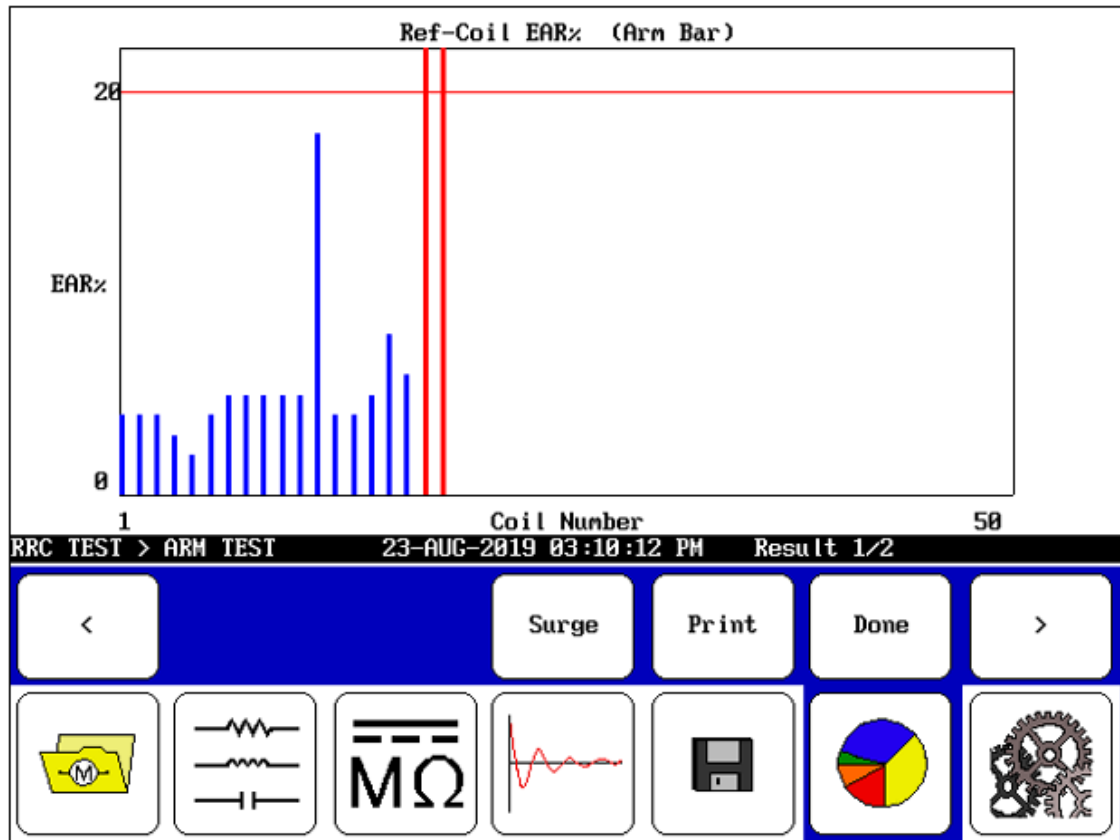 Ref-Coil EAR% (Arm Bar)
20
EAR%
0
1 Coil Number 50
RRC TEST > ARM TEST 23-AUG-2019 03:10:12 PM Result 1/2
< Surge Print Done >
M MΩ